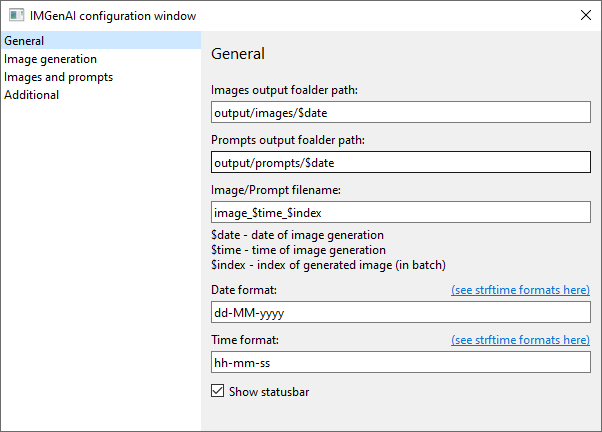 IMGenAI configuration window
General
Image generation
Images and prompts
Additional
General
Images output foalder path:
output/images/$date
Prompts output foalder path:
output/prompts/$date
Image/Prompt filename:
image_$time_$index
$date - date of image generation
$time - time of image generation
$index - index of generated image (in batch)
Date format: (see strftime formats here)
dd-MM-yyyy
Time format: (see strftime formats here)
hh-mm-ss
Show statusbar